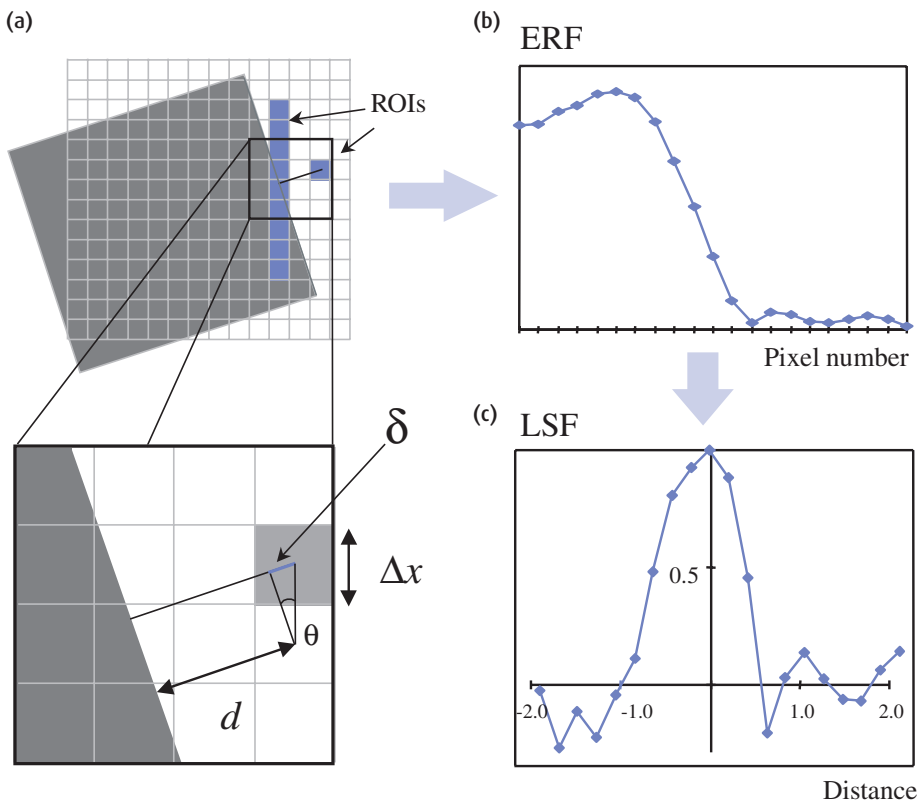 (a)
ROIs
(b)
ERF
Pixel number
δ
Δx
θ
d
(c)
LSF
0.5
-2.0
-1.0
1.0
2.0
Distance